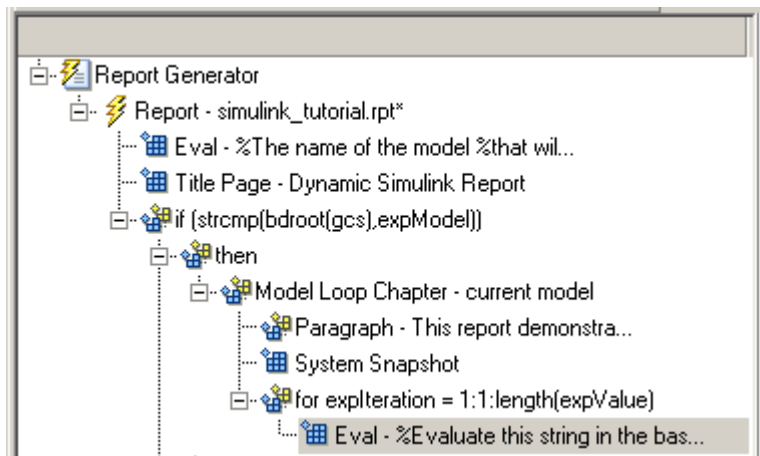 Report Generator
Report - simulink_tutorial.rpt*
Eval - %The name of the model %that wil...
Title Page - Dynamic Simulink Report
if (strcmp(bdroot(gcs),expModel))
then
Model Loop Chapter - current model
Paragraph - This report demonstra...
System Snapshot
for expIteration = 1:1:length(expValue)
Eval - %Evaluate this string in the bas...